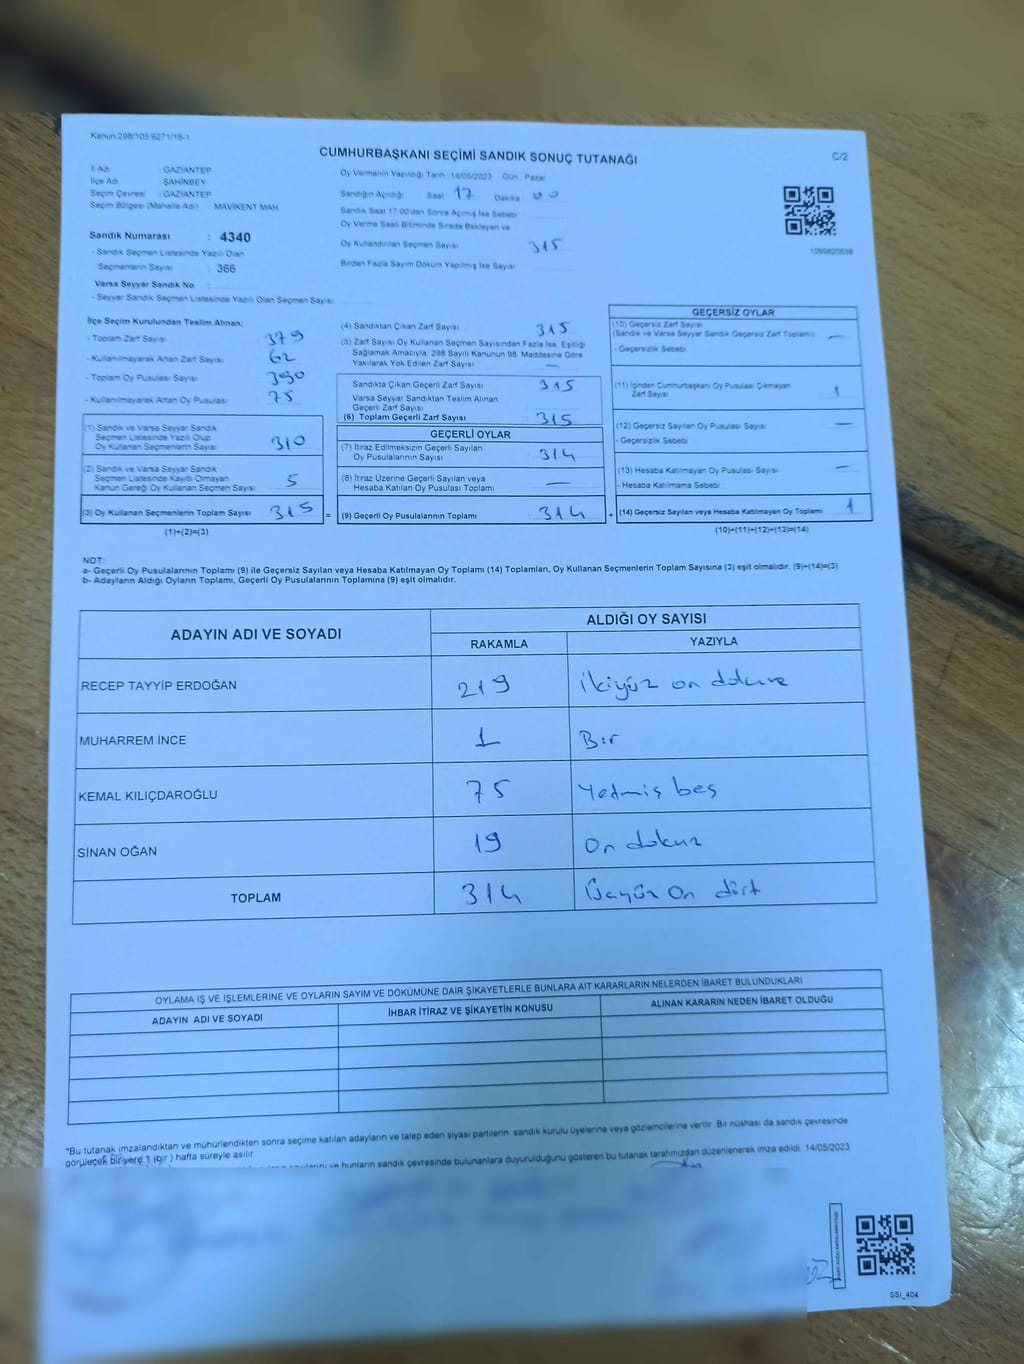 Kanun:298/105,6271/18-1
CUMHURBAŞKANI SEÇİMİ SANDIK SONUÇ TUTANAĞI
C/2
İl Adı GAZİANTEP
İlçe Adı ŞAHİNBEY
Seçim Çevresi : GAZİANTEP
Seçim Bölgesi (Mahalle Adı) : MAVİKENT MAH.
Sandık Numarası : 4340
- Sandık Seçmen Listesinde Yazılı Olan
Seçmenlerin Sayısı : 366
Varsa Seyyar Sandık No :
- Seyyar Sandık Seçmen Listesinde Yazılı Olan Seçmen Sayısı
Oy Vermenin Yapıldığı Tarih :14/05/2023 Gün : Pazar
Sandığın Açıldığı Saat 17 Dakika 00
Sandık Saat 17:00'den Sonra Açılmış İse Sebebi
Oy Verme Saati Bitiminde Sırada Bekleyen ve
Oy Kullandırılan Seçmen Sayısı 315
Birden Fazla Sayım Döküm Yapılmış İse Sayısı
İlçe Seçim Kurulundan Teslim Alınan;
- Toplam Zarf Sayısı 379
- Kullanılmayarak Artan Zarf Sayısı 62
- Toplam Oy Pusulası Sayısı 390
- Kullanılmayarak Artan Oy Pusulası 75
(1) Sandık ve Varsa Seyyar Sandık
Seçmen Listesinde Yazılı Olup
Oy Kullanan Seçmenlerin Sayısı 310
(2) Sandık ve Varsa Seyyar Sandık
Seçmen Listesinde Kayıtlı Olmayan
Kanun Gereği Oy Kullanan Seçmen Sayısı 5
(3) Oy Kullanan Seçmenlerin Toplam Sayısı 315 =
(1)+(2)=(3)
(4) Sandıktan Çıkan Zarf Sayısı 315
(5) Zarf Sayısı Oy Kullanan Seçmen Sayısından Fazla İse, Eşitliği
Sağlamak Amacıyla, 298 Sayılı Kanunun 98. Maddesine Göre
Yakılarak Yok Edilen Zarf Sayısı —
Sandıkta Çıkan Geçerli Zarf Sayısı 315
Varsa Seyyar Sandıktan Teslim Alınan
Geçerli Zarf Sayısı
(6) Toplam Geçerli Zarf Sayısı 315
GEÇERLİ OYLAR
(7) İtiraz Edilmeksizin Geçerli Sayılan
Oy Pusulalarının Sayısı 314
(8) İtiraz Üzerine Geçerli Sayılan veya
Hesaba Katılan Oy Pusulası Toplamı —
(9) Geçerli Oy Pusulalarının Toplamı 314 +
GEÇERSİZ OYLAR
(10) Geçersiz Zarf Sayısı
(Sandık ve Varsa Seyyar Sandık Geçersiz Zarf Toplamı) —
- Geçersizlik Sebebi
(11) İçinden Cumhurbaşkanı Oy Pusulası Çıkmayan
Zarf Sayısı 1
(12) Geçersiz Sayılan Oy Pusulası Sayısı —
- Geçersizlik Sebebi
(13) Hesaba Katılmayan Oy Pusulası Sayısı —
- Hesaba Katılmama Sebebi
(14) Geçersiz Sayılan veya Hesaba Katılmayan Oy Toplamı 1
(10)+(11)+(12)+(13)=(14)
NOT:
a- Geçerli Oy Pusulalarının Toplamı (9) ile Geçersiz Sayılan veya Hesaba Katılmayan Oy Toplamı (14) Toplamları, Oy Kullanan Seçmenlerin Toplam Sayısına (3) eşit olmalıdır. (9)+(14)=(3)
b- Adayların Aldığı Oyların Toplamı, Geçerli Oy Pusulalarının Toplamına (9) eşit olmalıdır.
ADAYIN ADI VE SOYADI
ALDIĞI OY SAYISI
RAKAMLA YAZIYLA
RECEP TAYYİP ERDOĞAN 219 İkiyüz on dokuz
MUHARREM İNCE 1 Bir
KEMAL KILIÇDAROĞLU 75 Yetmiş beş
SİNAN OĞAN 19 On dokuz
TOPLAM 314 Üçyüz On dört
OYLAMA İŞ VE İŞLEMLERİNE VE OYLARIN SAYIM VE DÖKÜMÜNE DAİR ŞİKAYETLERLE BUNLARA AİT KARARLARIN NELERDEN İBARET BULUNDUKLARI
ADAYIN ADI VE SOYADI İHBAR İTİRAZ VE ŞİKAYETİN KONUSU ALINAN KARARIN NEDEN İBARET OLDUĞU
*Bu tutanak imzalandıktan ve mühürlendikten sonra seçime katılan adayların ve talep eden siyasi partilerin sandık kurulu üyelerine veya gözlemcilerine verilir. Bir nüshası da sandık çevresinde
görülecek bir yere 1 (bir) hafta süreyle asılır.
ve bunların sandık çevresinde bulunanlara duyurulduğunu gösteren bu tutanak tarafımızdan düzenlenerek imza edildi. 14/05/2023
SSI_404